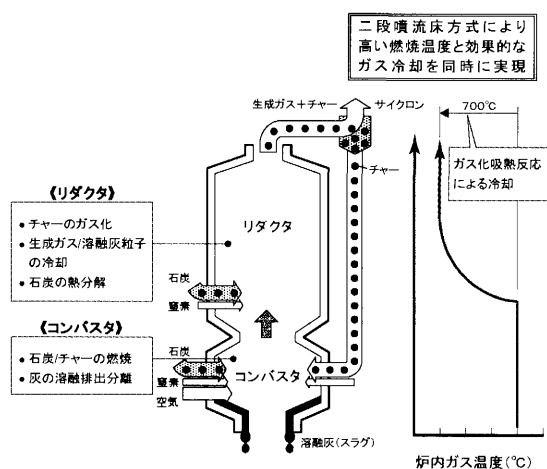 二段噴流床方式により
高い燃焼温度と効果的な
ガス冷却を同時に実現
生成ガス＋チャー
サイクロン
700℃
ガス化吸熱反応
による冷却
チャー
《リダクタ》
● チャーのガス化
● 生成ガス/溶融灰粒子
の冷却
● 石炭の熱分解
リダクタ
石炭
窒素
《コンバスタ》
● 石炭/チャーの燃焼
● 灰の溶融排出分離
石炭
窒素
空気
コンバスタ
溶融灰(スラグ)
炉内ガス温度(℃)